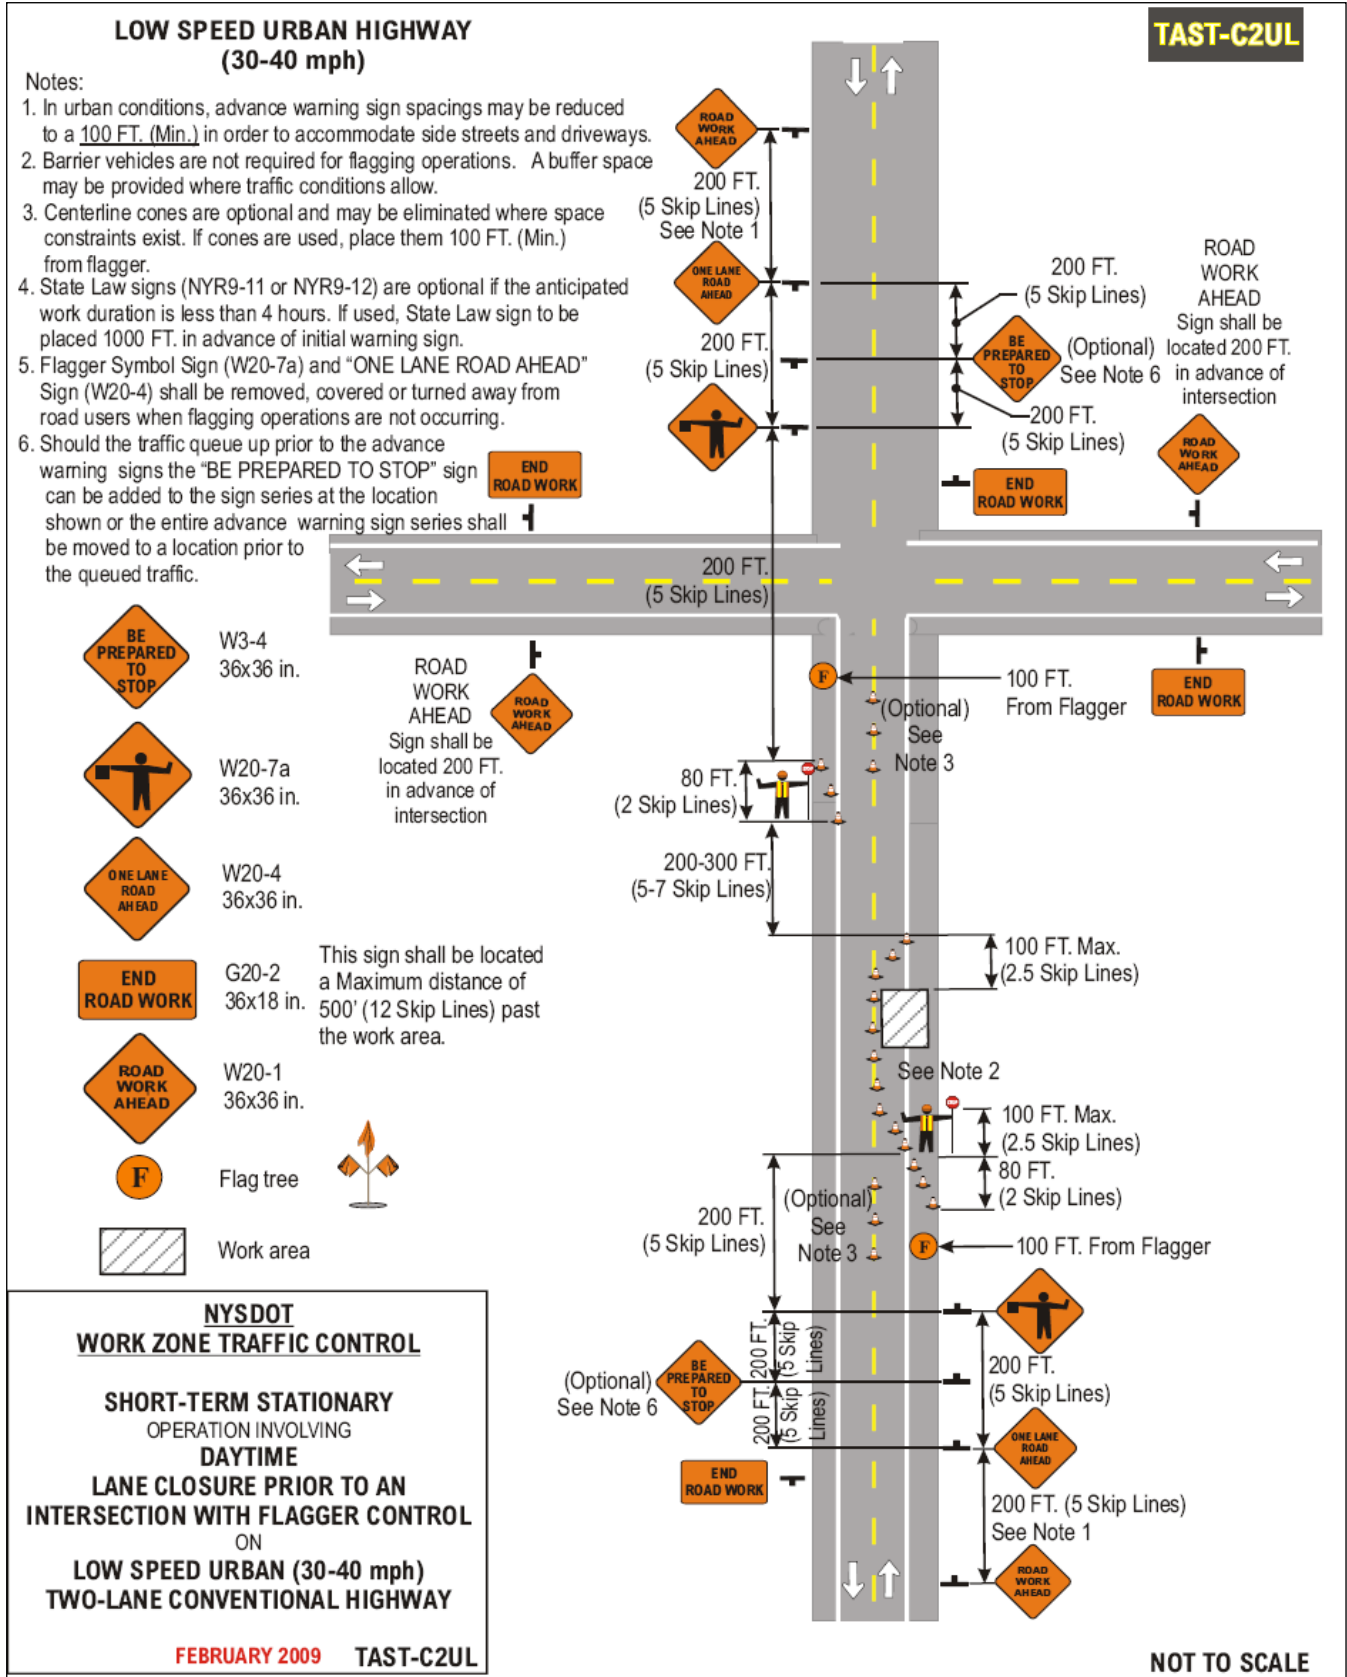 LOW SPEED URBAN HIGHWAY
(30-40 mph)
TAST-C2UL
Notes:
1. In urban conditions, advance warning sign spacings may be reduced
to a 100 FT. (Min.) in order to accommodate side streets and driveways.
2. Barrier vehicles are not required for flagging operations. A buffer space
may be provided where traffic conditions allow.
3. Centerline cones are optional and may be eliminated where space
constraints exist. If cones are used, place them 100 FT. (Min.)
from flagger.
4. State Law signs (NYR9-11 or NYR9-12) are optional if the anticipated
work duration is less than 4 hours. If used, State Law sign to be
placed 1000 FT. in advance of initial warning sign.
5. Flagger Symbol Sign (W20-7a) and “ONE LANE ROAD AHEAD”
Sign (W20-4) shall be removed, covered or turned away from
road users when flagging operations are not occurring.
6. Should the traffic queue up prior to the advance
warning signs the “BE PREPARED TO STOP” sign
can be added to the sign series at the location
shown or the entire advance warning sign series shall
be moved to a location prior to
the queued traffic.
ROAD
WORK
AHEAD
200 FT.
(5 Skip Lines)
See Note 1
ONE LANE
ROAD
AHEAD
200 FT.
(5 Skip Lines)
200 FT.
(5 Skip Lines)
BE
PREPARED
TO
STOP
(Optional)
See Note 6
200 FT.
(5 Skip Lines)
ROAD
WORK
AHEAD
Sign shall be
located 200 FT.
in advance of
intersection
ROAD
WORK
AHEAD
END
ROAD WORK
END
ROAD WORK
200 FT.
(5 Skip Lines)
ROAD
WORK
AHEAD
Sign shall be
located 200 FT.
in advance of
intersection
ROAD
WORK
AHEAD
F
100 FT.
From Flagger
END
ROAD WORK
(Optional)
See
Note 3
80 FT.
(2 Skip Lines)
STOP
200-300 FT.
(5-7 Skip Lines)
100 FT. Max.
(2.5 Skip Lines)
See Note 2
STOP
100 FT. Max.
(2.5 Skip Lines)
80 FT.
(2 Skip Lines)
200 FT.
(5 Skip Lines)
(Optional)
See
Note 3
F
100 FT. From Flagger
200 FT.
(5 Skip
Lines)
200 FT.
(5 Skip
Lines)
(Optional)
See Note 6
BE
PREPARED
TO
STOP
200 FT.
(5 Skip Lines)
ONE LANE
ROAD
AHEAD
END
ROAD WORK
200 FT. (5 Skip Lines)
See Note 1
ROAD
WORK
AHEAD
BE
PREPARED
TO
STOP
W3-4
36x36 in.
W20-7a
36x36 in.
ONE LANE
ROAD
AHEAD
W20-4
36x36 in.
END
ROAD WORK
G20-2
36x18 in.
This sign shall be located
a Maximum distance of
500’ (12 Skip Lines) past
the work area.
ROAD
WORK
AHEAD
W20-1
36x36 in.
F
Flag tree
Work area
NYSDOT
WORK ZONE TRAFFIC CONTROL
SHORT-TERM STATIONARY
OPERATION INVOLVING
DAYTIME
LANE CLOSURE PRIOR TO AN
INTERSECTION WITH FLAGGER CONTROL
ON
LOW SPEED URBAN (30-40 mph)
TWO-LANE CONVENTIONAL HIGHWAY
FEBRUARY 2009 TAST-C2UL
NOT TO SCALE